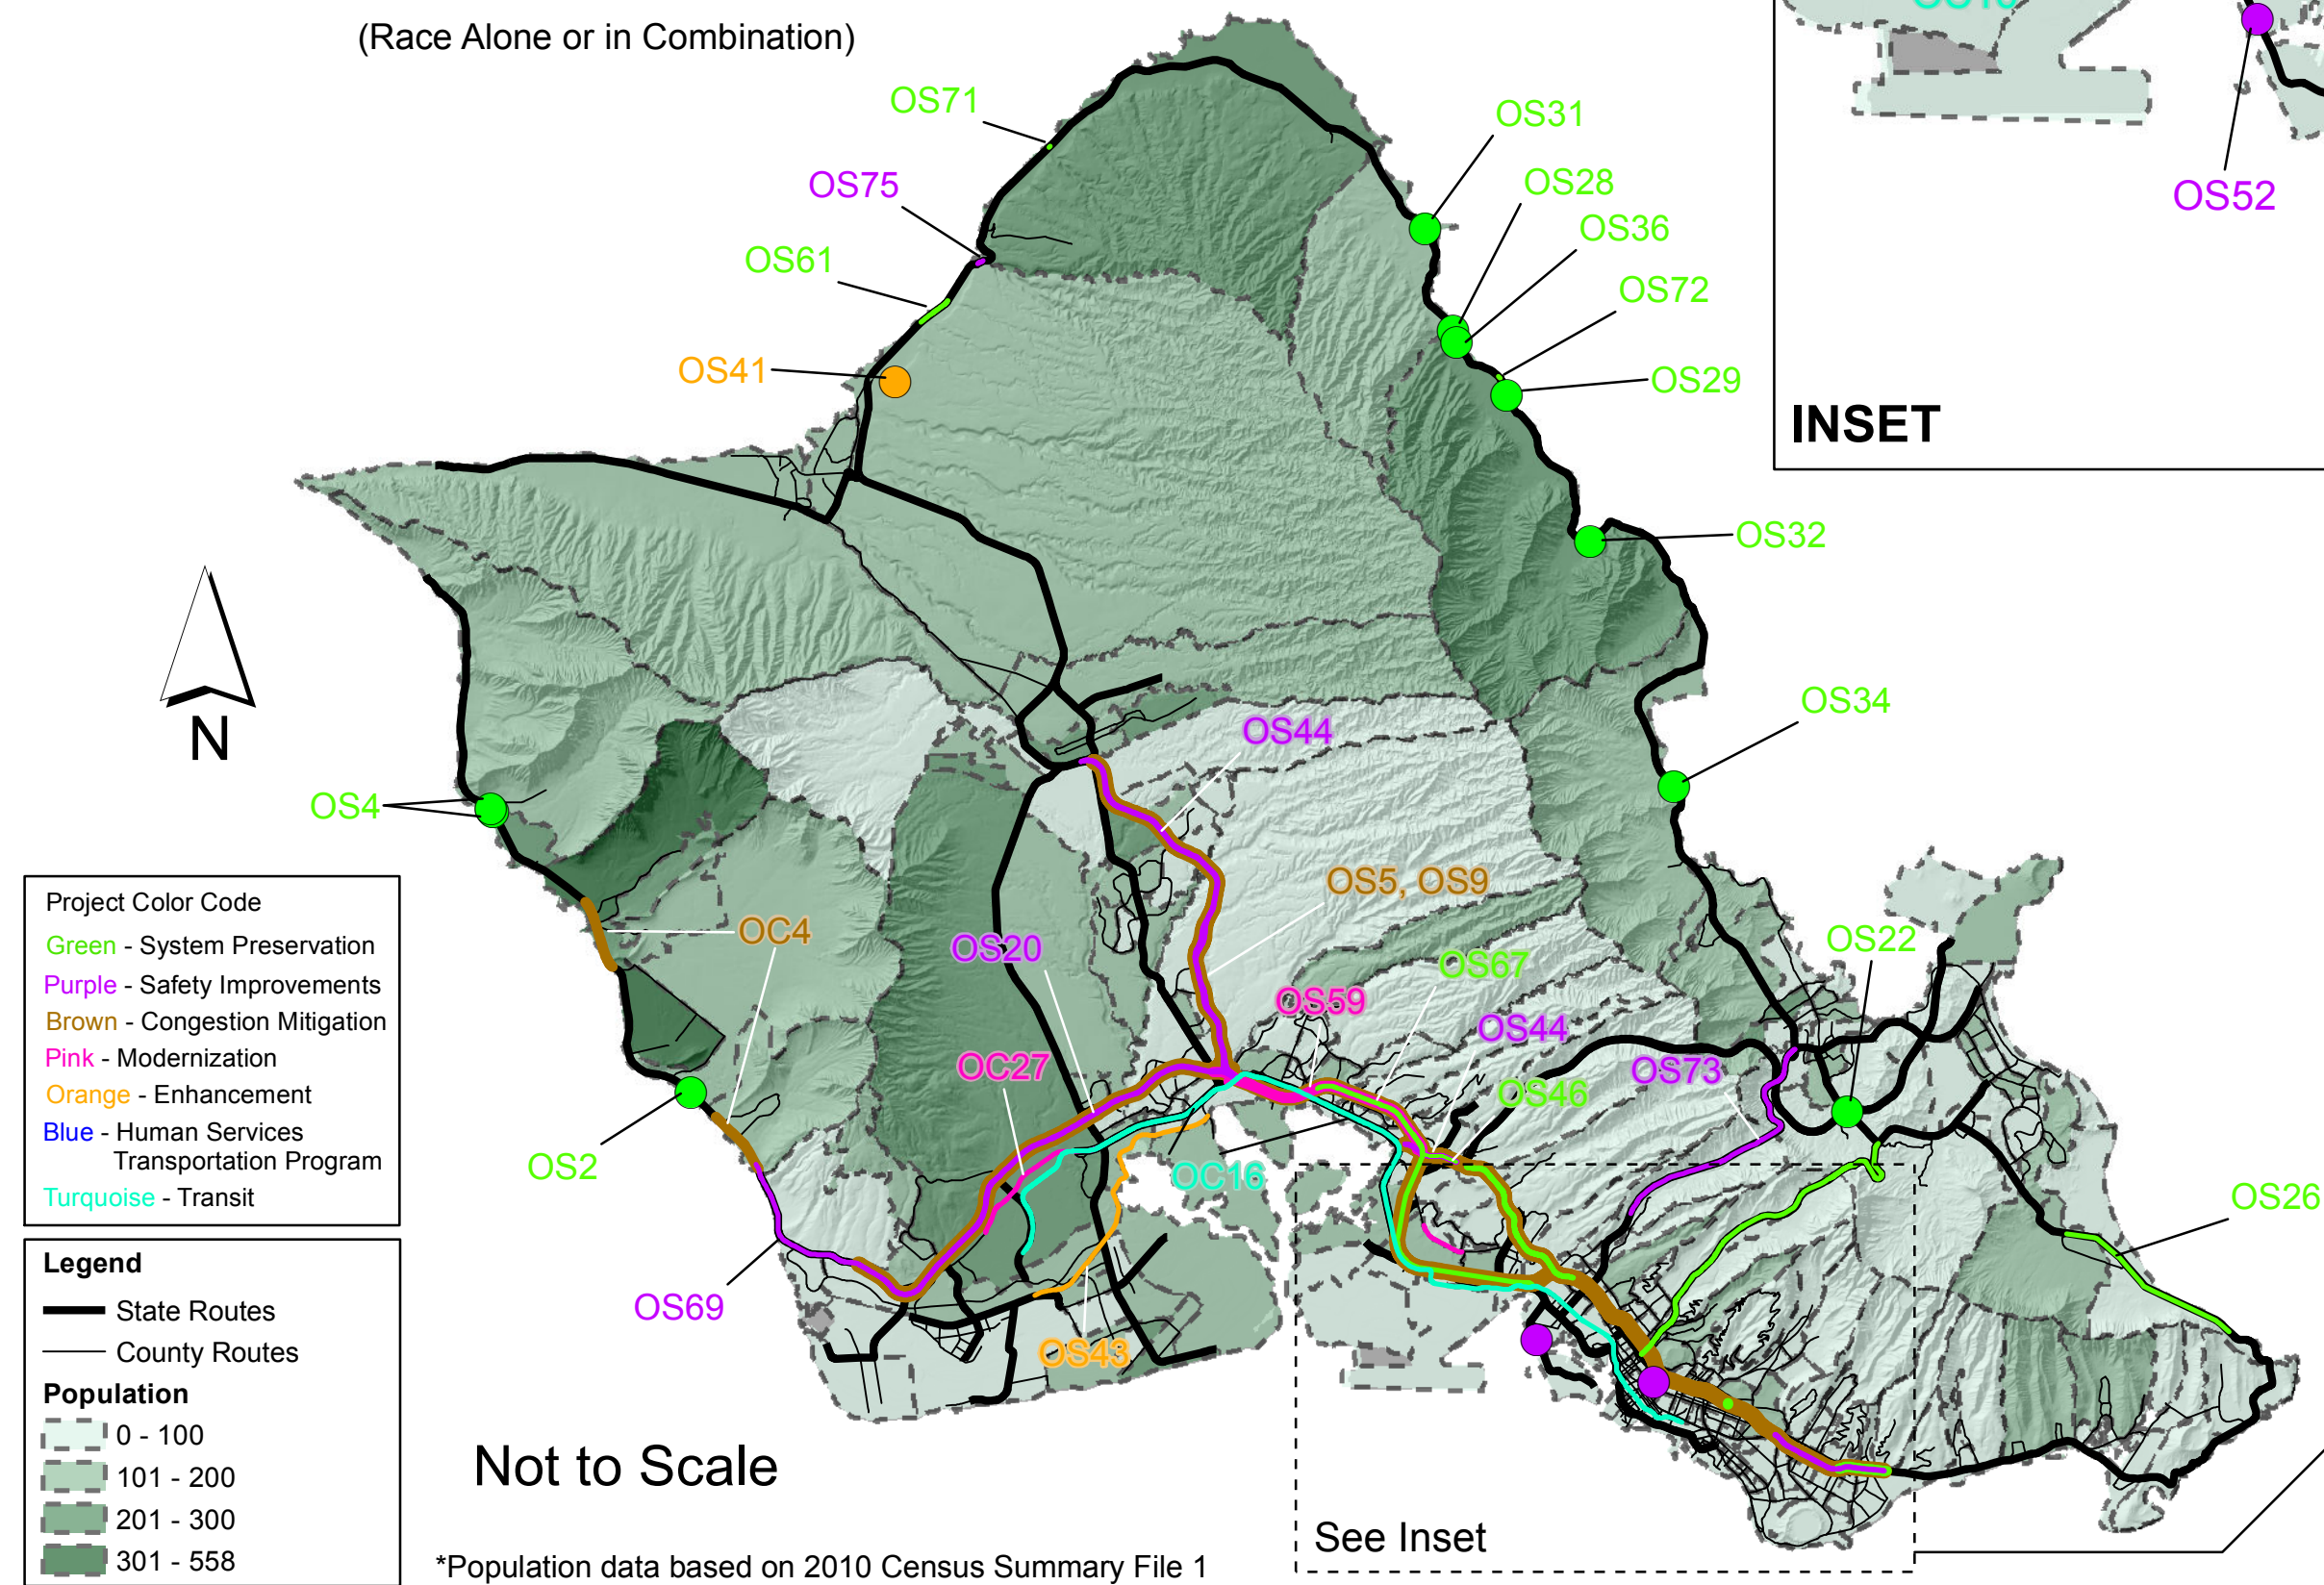 (Race Alone or in Combination)
OS71
OS75
OS61
OS41
OS31
OS28
OS36
OS72
OS29
OS52
INSET
OS32
OS34
N
OS4
OS44
OS5, OS9
OC4
OS20
OS67
OS59
OS44
OS22
OC27
OS73
OS46
OC16
OS2
OS26
OS69
OS43
Project Color Code
Green - System Preservation
Purple - Safety Improvements
Brown - Congestion Mitigation
Pink - Modernization
Orange - Enhancement
Blue - Human Services
Transportation Program
Turquoise - Transit
Legend
State Routes
County Routes
Population
0 - 100
101 - 200
201 - 300
301 - 558
Not to Scale
See Inset
*Population data based on 2010 Census Summary File 1